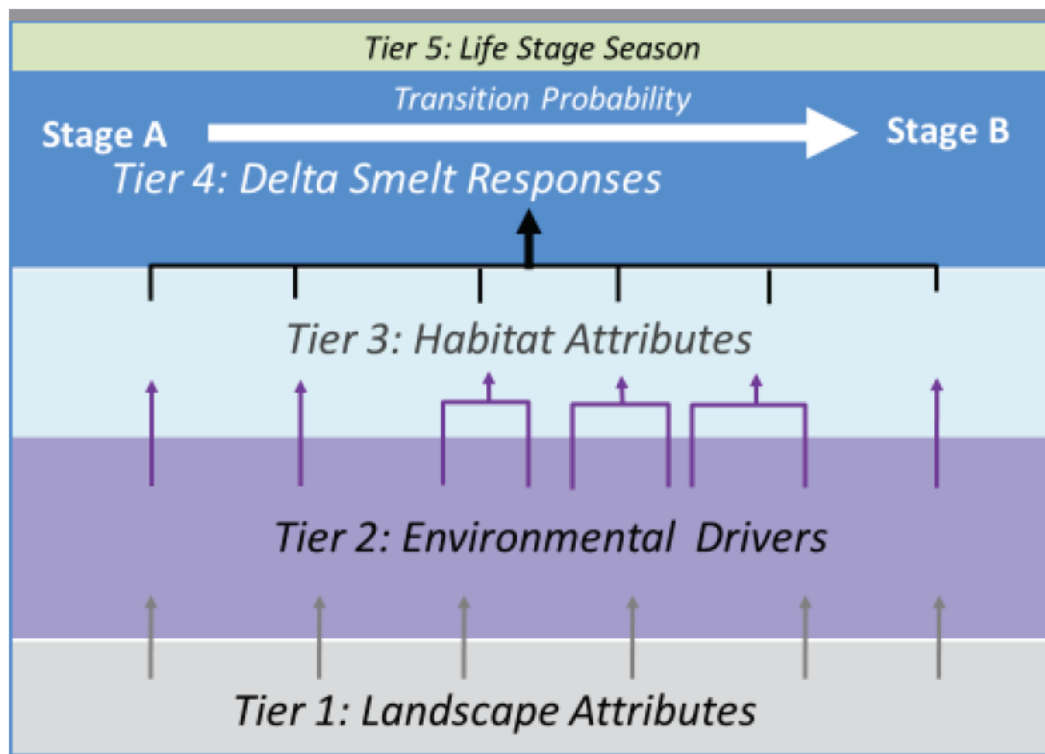 Tier 5: Life Stage Season
Transition Probability
Stage A
Stage B
Tier 4: Delta Smelt Responses
Tier 3: Habitat Attributes
Tier 2: Environmental Drivers
Tier 1: Landscape Attributes